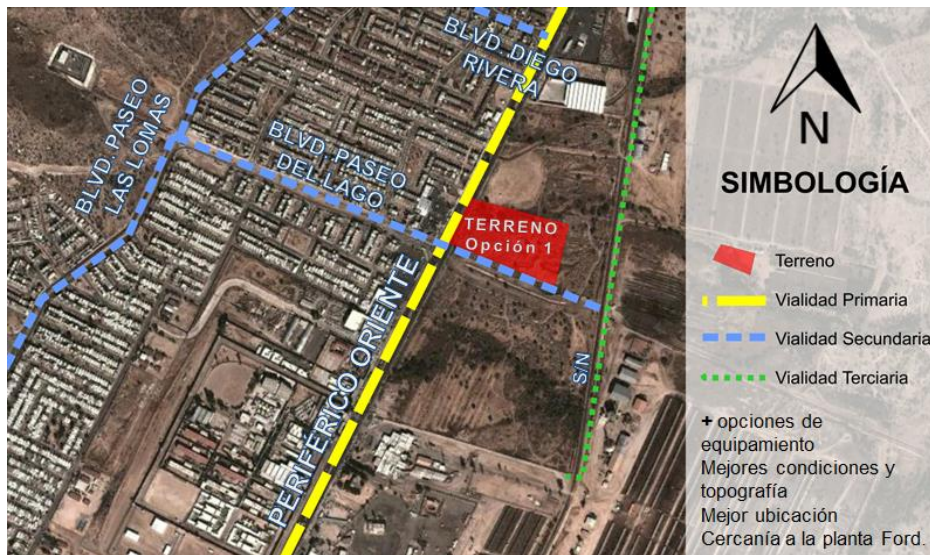 BLVD. DIEGO
RIVERA
BLVD. PASEO
LAS LOMAS
BLVD. PASEO
DEL LAGO
TERRENO
Opción 1
PERIFÉRICO ORIENTE
S/N
N
SIMBOLOGÍA
Terreno
Vialidad Primaria
Vialidad Secundaria
Vialidad Terciaria
+ opciones de
equipamiento
Mejores condiciones y
topografía
Mejor ubicación
Cercanía a la planta Ford.